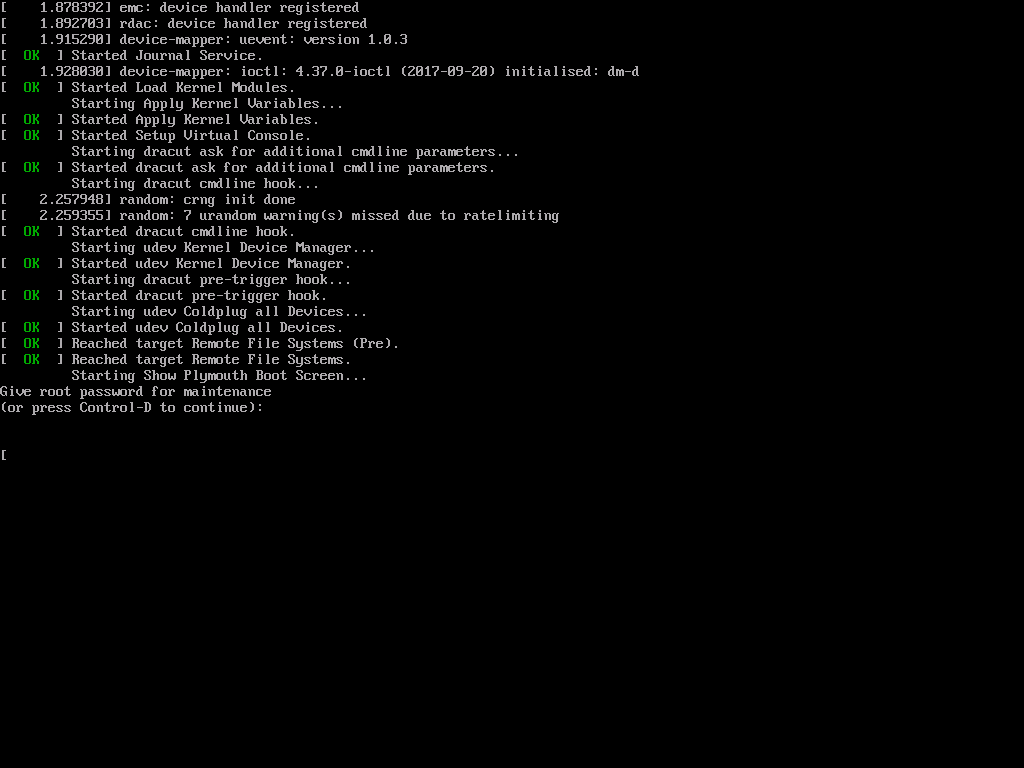 [    1.878392] emc: device handler registered
[    1.892703] rdac: device handler registered
[    1.915290] device-mapper: uevent: version 1.0.3
[  OK  ] Started Journal Service.
[    1.928030] device-mapper: ioctl: 4.37.0-ioctl (2017-09-20) initialised: dm-d
[  OK  ] Started Load Kernel Modules.
         Starting Apply Kernel Variables...
[  OK  ] Started Apply Kernel Variables.
[  OK  ] Started Setup Virtual Console.
         Starting dracut ask for additional cmdline parameters...
[  OK  ] Started dracut ask for additional cmdline parameters.
         Starting dracut cmdline hook...
[    2.257948] random: crng init done
[    2.259355] random: 7 urandom warning(s) missed due to ratelimiting
[  OK  ] Started dracut cmdline hook.
         Starting udev Kernel Device Manager...
[  OK  ] Started udev Kernel Device Manager.
         Starting dracut pre-trigger hook...
[  OK  ] Started dracut pre-trigger hook.
         Starting udev Coldplug all Devices...
[  OK  ] Started udev Coldplug all Devices.
[  OK  ] Reached target Remote File Systems (Pre).
[  OK  ] Reached target Remote File Systems.
         Starting Show Plymouth Boot Screen...
Give root password for maintenance
(or press Control-D to continue):
[